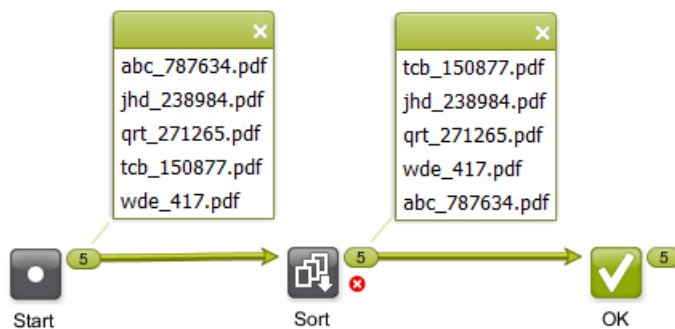 abc_787634.pdf
jhd_238984.pdf
qrt_271265.pdf
tcb_150877.pdf
wde_417.pdf
tcb_150877.pdf
jhd_238984.pdf
qrt_271265.pdf
wde_417.pdf
abc_787634.pdf
5
5
5
Start
Sort
OK